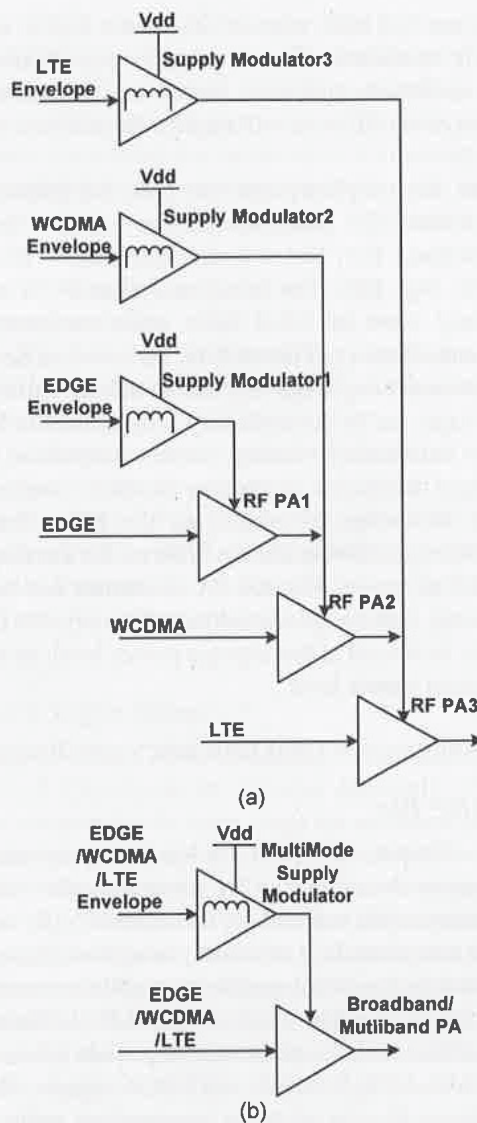 Vdd
LTE
Envelope
Supply Modulator3
Vdd
WCDMA
Envelope
Supply Modulator2
Vdd
EDGE
Envelope
Supply Modulator1
RF PA1
EDGE
RF PA2
WCDMA
RF PA3
LTE
(a)
EDGE
/WCDMA
/LTE
Envelope
Vdd
MultiMode
Supply
Modulator
EDGE
/WCDMA
/LTE
Broadband/
Mutliband PA
(b)